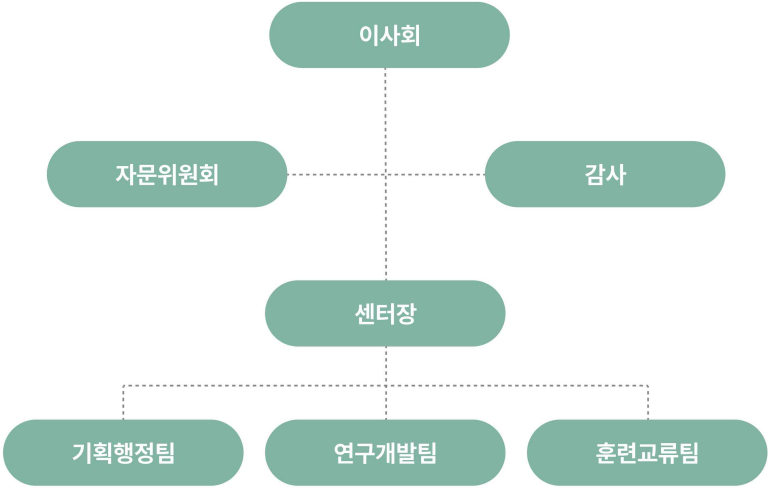 이사회
자문위원회
감사
센터장
기획행정팀
연구개발팀
훈련교류팀